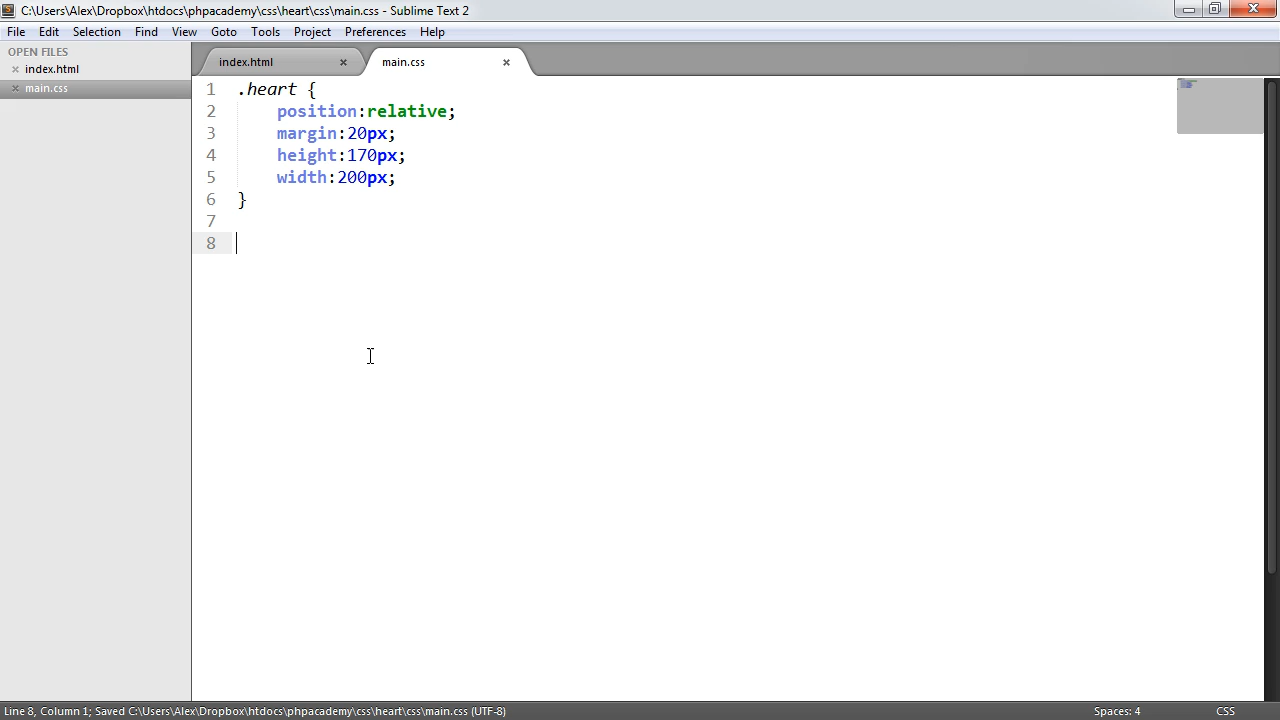 C:\Users\Alex\Dropbox\htdocs\phpacademy\css\heart\css\main.css - Sublime Text 2
File Edit Selection Find View Goto Tools Project Preferences Help
OPEN FILES
index.html
main.css
index.html main.css
1 .heart {
2 position:relative;
3 margin:20px;
4 height:170px;
5 width:200px;
6 }
7
8
Line 8, Column 1; Saved C:\Users\Alex\Dropbox\htdocs\phpacademy\css\heart\css\main.css (UTF-8) Spaces: 4 CSS